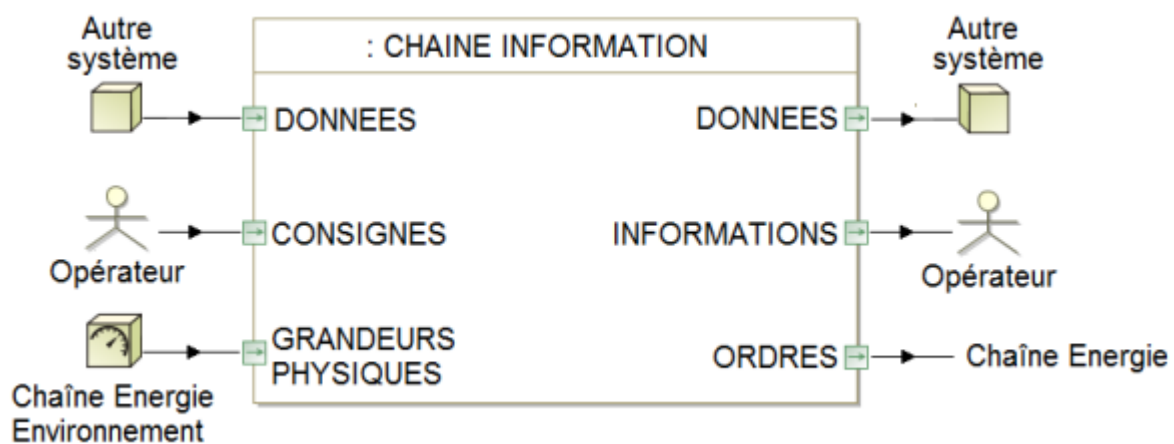 Autre
système
: CHAINE INFORMATION
Autre
système
DONNEES
DONNEES
CONSIGNES
INFORMATIONS
Opérateur
Opérateur
GRANDEURS
PHYSIQUES
ORDRES
Chaîne Energie
Chaîne Energie
Environnement